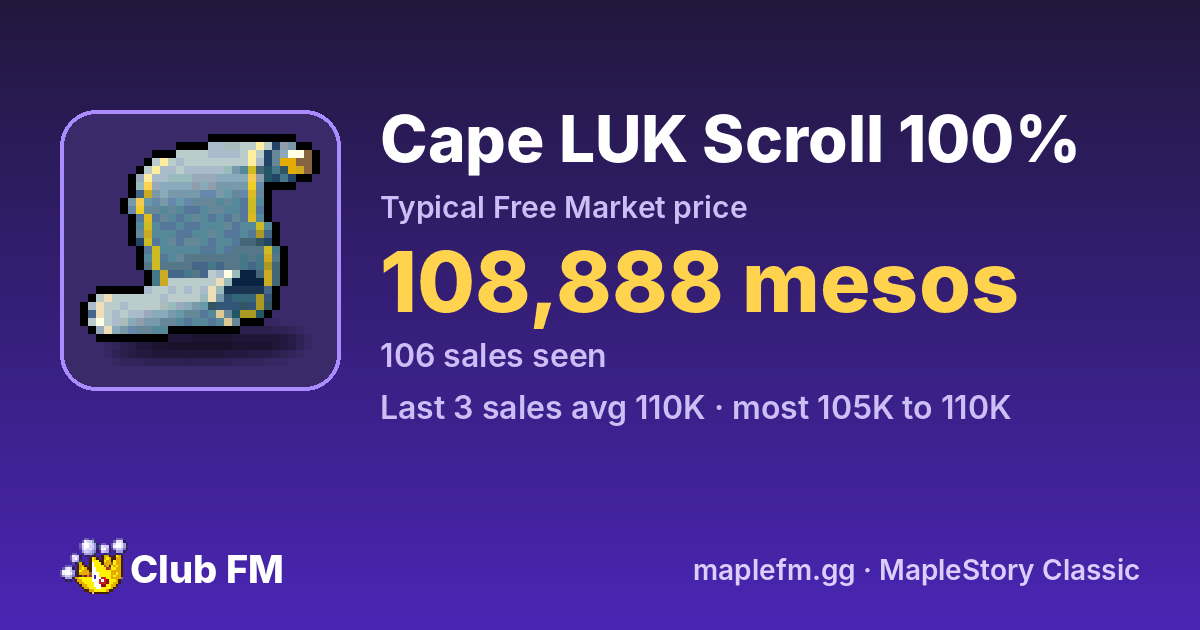 Cape LUK Scroll 100%
Typical Free Market price
108,888 mesos
106 sales seen
Last 3 sales avg 110K · most 105K to 110K
Club FM
maplefm.gg · MapleStory Classic